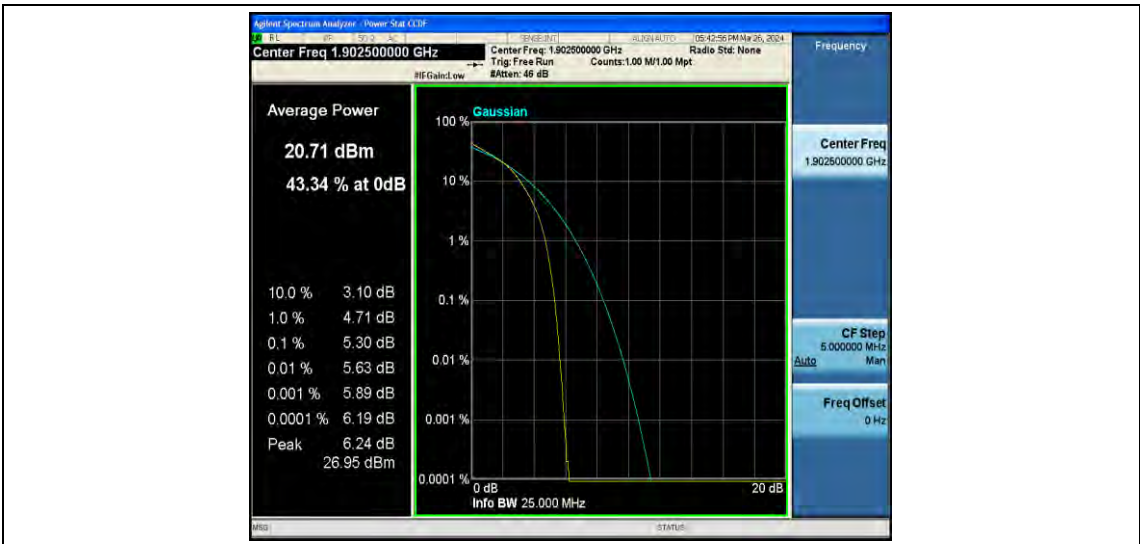 Agilent Spectrum Analyzer - Power Stat CCDF
RL RF 50 Ω AC SENSE:INT ALIGN AUTO 05:42:56 PM Mar 26, 2024
Center Freq 1.902500000 GHz
Center Freq: 1.902500000 GHz Radio Std: None
Trig: Free Run Counts:1.00 M/1.00 Mpt
#IFGain:Low #Atten: 46 dB
Frequency
Average Power
20.71 dBm
43.34 % at 0dB
10.0 % 3.10 dB
1.0 % 4.71 dB
0.1 % 5.30 dB
0.01 % 5.63 dB
0.001 % 5.89 dB
0.0001 % 6.19 dB
Peak 6.24 dB
26.95 dBm
Gaussian
100 %
10 %
1 %
0.1 %
0.01 %
0.001 %
0.0001 %
0 dB 20 dB
Info BW 25.000 MHz
Center Freq
1.902500000 GHz
CF Step
5.000000 MHz
Auto Man
Freq Offset
0 Hz
MSG STATUS